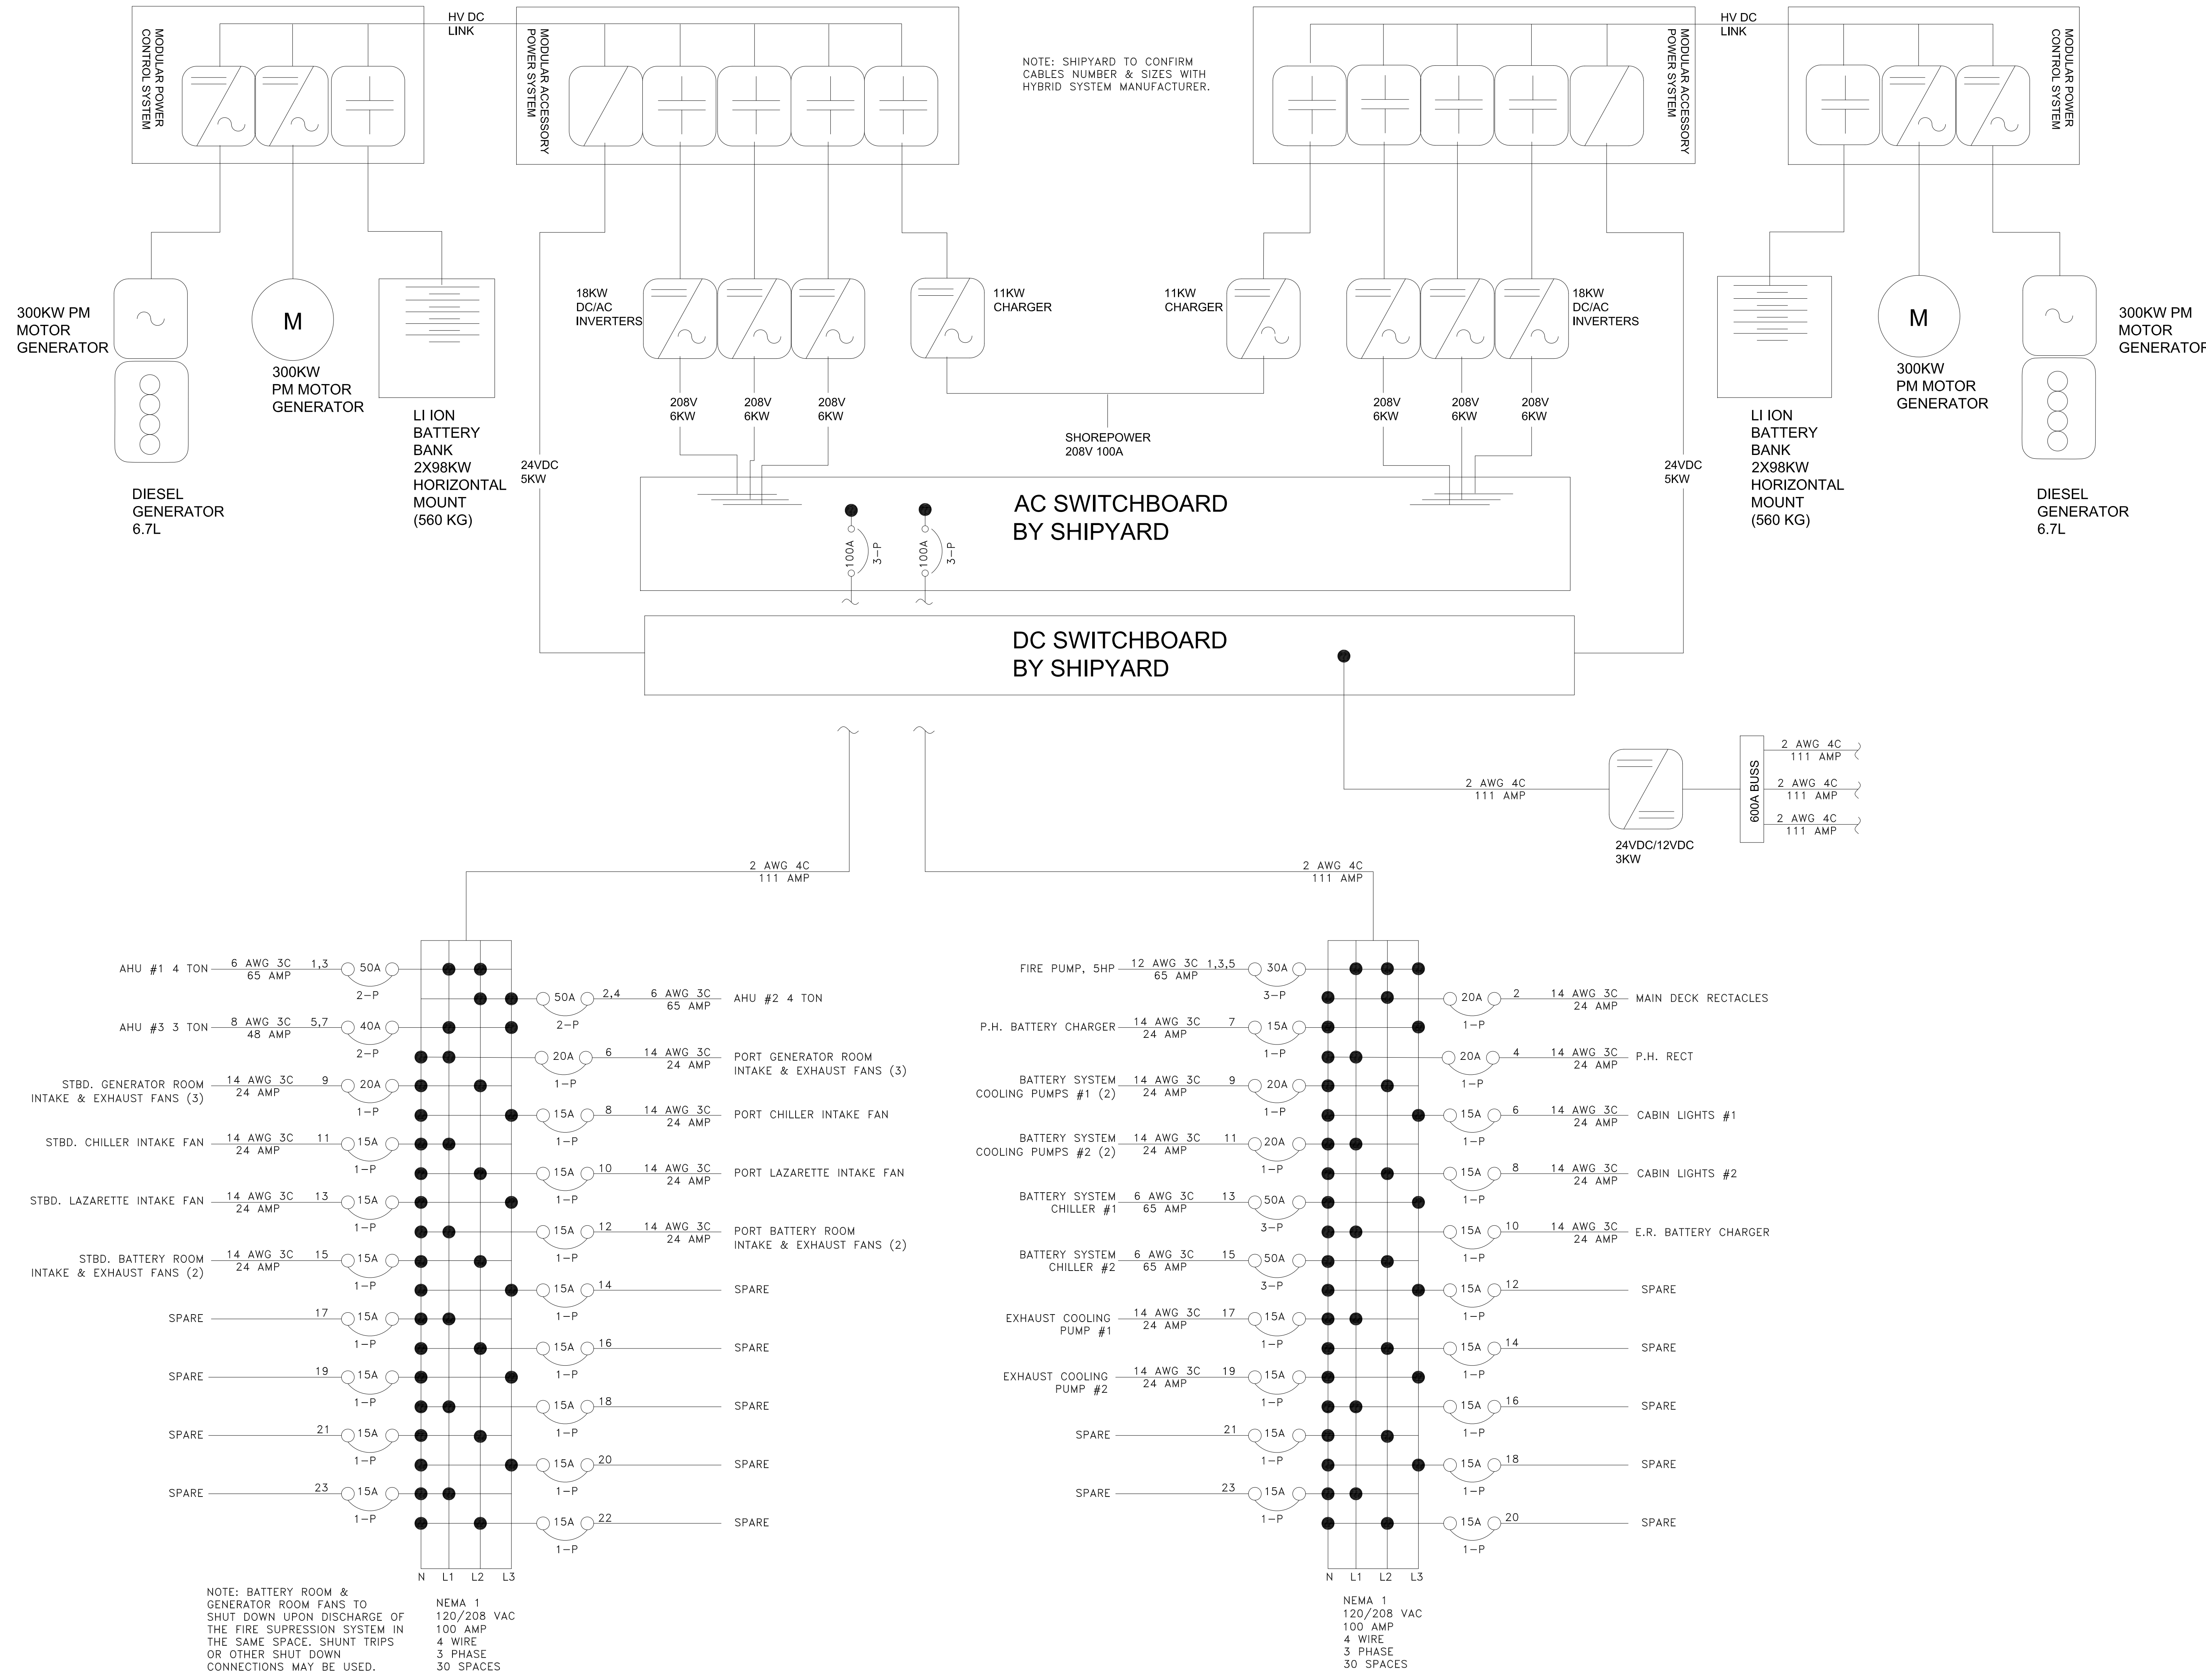 HV DC
LINK
HV DC
LINK
MODULAR POWER
CONTROL SYSTEM
MODULAR ACCESSORY
POWER SYSTEM
NOTE: SHIPYARD TO CONFIRM
CABLES NUMBER & SIZES WITH
HYBRID SYSTEM MANUFACTURER.
MODULAR ACCESSORY
POWER SYSTEM
MODULAR POWER
CONTROL SYSTEM
300KW PM
MOTOR
GENERATOR
M
300KW
PM MOTOR
GENERATOR
DIESEL
GENERATOR
6.7L
LI ION
BATTERY
BANK
2X98KW
HORIZONTAL
MOUNT
(560 KG)
18KW
DC/AC
INVERTERS
11KW
CHARGER
11KW
CHARGER
18KW
DC/AC
INVERTERS
208V
6KW
208V
6KW
208V
6KW
208V
6KW
208V
6KW
208V
6KW
SHOREPOWER
208V 100A
24VDC
5KW
24VDC
5KW
M
300KW
PM MOTOR
GENERATOR
300KW PM
MOTOR
GENERATOR
LI ION
BATTERY
BANK
2X98KW
HORIZONTAL
MOUNT
(560 KG)
DIESEL
GENERATOR
6.7L
AC SWITCHBOARD
BY SHIPYARD
100A
3-P
100A
3-P
DC SWITCHBOARD
BY SHIPYARD
2 AWG 4C
111 AMP
24VDC/12VDC
3KW
600A BUSS
2 AWG 4C
111 AMP
2 AWG 4C
111 AMP
2 AWG 4C
111 AMP
2 AWG 4C
111 AMP
2 AWG 4C
111 AMP
AHU #1 4 TON 6 AWG 3C 1,3 50A
65 AMP
2-P
50A 2,4 6 AWG 3C AHU #2 4 TON
65 AMP
2-P
AHU #3 3 TON 8 AWG 3C 5,7 40A
48 AMP
2-P
20A 6 14 AWG 3C PORT GENERATOR ROOM
24 AMP INTAKE & EXHAUST FANS (3)
1-P
STBD. GENERATOR ROOM 14 AWG 3C 9 20A
INTAKE & EXHAUST FANS (3) 24 AMP
1-P
15A 8 14 AWG 3C PORT CHILLER INTAKE FAN
24 AMP
1-P
STBD. CHILLER INTAKE FAN 14 AWG 3C 11 15A
24 AMP
1-P
15A 10 14 AWG 3C PORT LAZARETTE INTAKE FAN
24 AMP
1-P
STBD. LAZARETTE INTAKE FAN 14 AWG 3C 13 15A
24 AMP
1-P
15A 12 14 AWG 3C PORT BATTERY ROOM
24 AMP INTAKE & EXHAUST FANS (2)
1-P
STBD. BATTERY ROOM 14 AWG 3C 15 15A
INTAKE & EXHAUST FANS (2) 24 AMP
1-P
15A 14 SPARE
1-P
SPARE 17 15A
1-P
15A 16 SPARE
1-P
SPARE 19 15A
1-P
15A 18 SPARE
1-P
SPARE 21 15A
1-P
15A 20 SPARE
1-P
SPARE 23 15A
1-P
15A 22 SPARE
1-P
N L1 L2 L3
NOTE: BATTERY ROOM &
GENERATOR ROOM FANS TO
SHUT DOWN UPON DISCHARGE OF
THE FIRE SUPRESSION SYSTEM IN
THE SAME SPACE. SHUNT TRIPS
OR OTHER SHUT DOWN
CONNECTIONS MAY BE USED.
NEMA 1
120/208 VAC
100 AMP
4 WIRE
3 PHASE
30 SPACES
FIRE PUMP, 5HP 12 AWG 3C 1,3,5 30A
65 AMP
3-P
20A 2 14 AWG 3C MAIN DECK RECTACLES
24 AMP
1-P
P.H. BATTERY CHARGER 14 AWG 3C 7 15A
24 AMP
1-P
20A 4 14 AWG 3C P.H. RECT
24 AMP
1-P
BATTERY SYSTEM 14 AWG 3C 9 20A
COOLING PUMPS #1 (2) 24 AMP
1-P
15A 6 14 AWG 3C CABIN LIGHTS #1
24 AMP
1-P
BATTERY SYSTEM 14 AWG 3C 11 20A
COOLING PUMPS #2 (2) 24 AMP
1-P
15A 8 14 AWG 3C CABIN LIGHTS #2
24 AMP
1-P
BATTERY SYSTEM 6 AWG 3C 13 50A
CHILLER #1 65 AMP
3-P
15A 10 14 AWG 3C E.R. BATTERY CHARGER
24 AMP
1-P
BATTERY SYSTEM 6 AWG 3C 15 50A
CHILLER #2 65 AMP
3-P
15A 12 SPARE
1-P
EXHAUST COOLING 14 AWG 3C 17 15A
PUMP #1 24 AMP
1-P
15A 14 SPARE
1-P
EXHAUST COOLING 14 AWG 3C 19 15A
PUMP #2 24 AMP
1-P
15A 16 SPARE
1-P
SPARE 21 15A
1-P
15A 18 SPARE
1-P
SPARE 23 15A
1-P
15A 20 SPARE
1-P
N L1 L2 L3
NEMA 1
120/208 VAC
100 AMP
4 WIRE
3 PHASE
30 SPACES